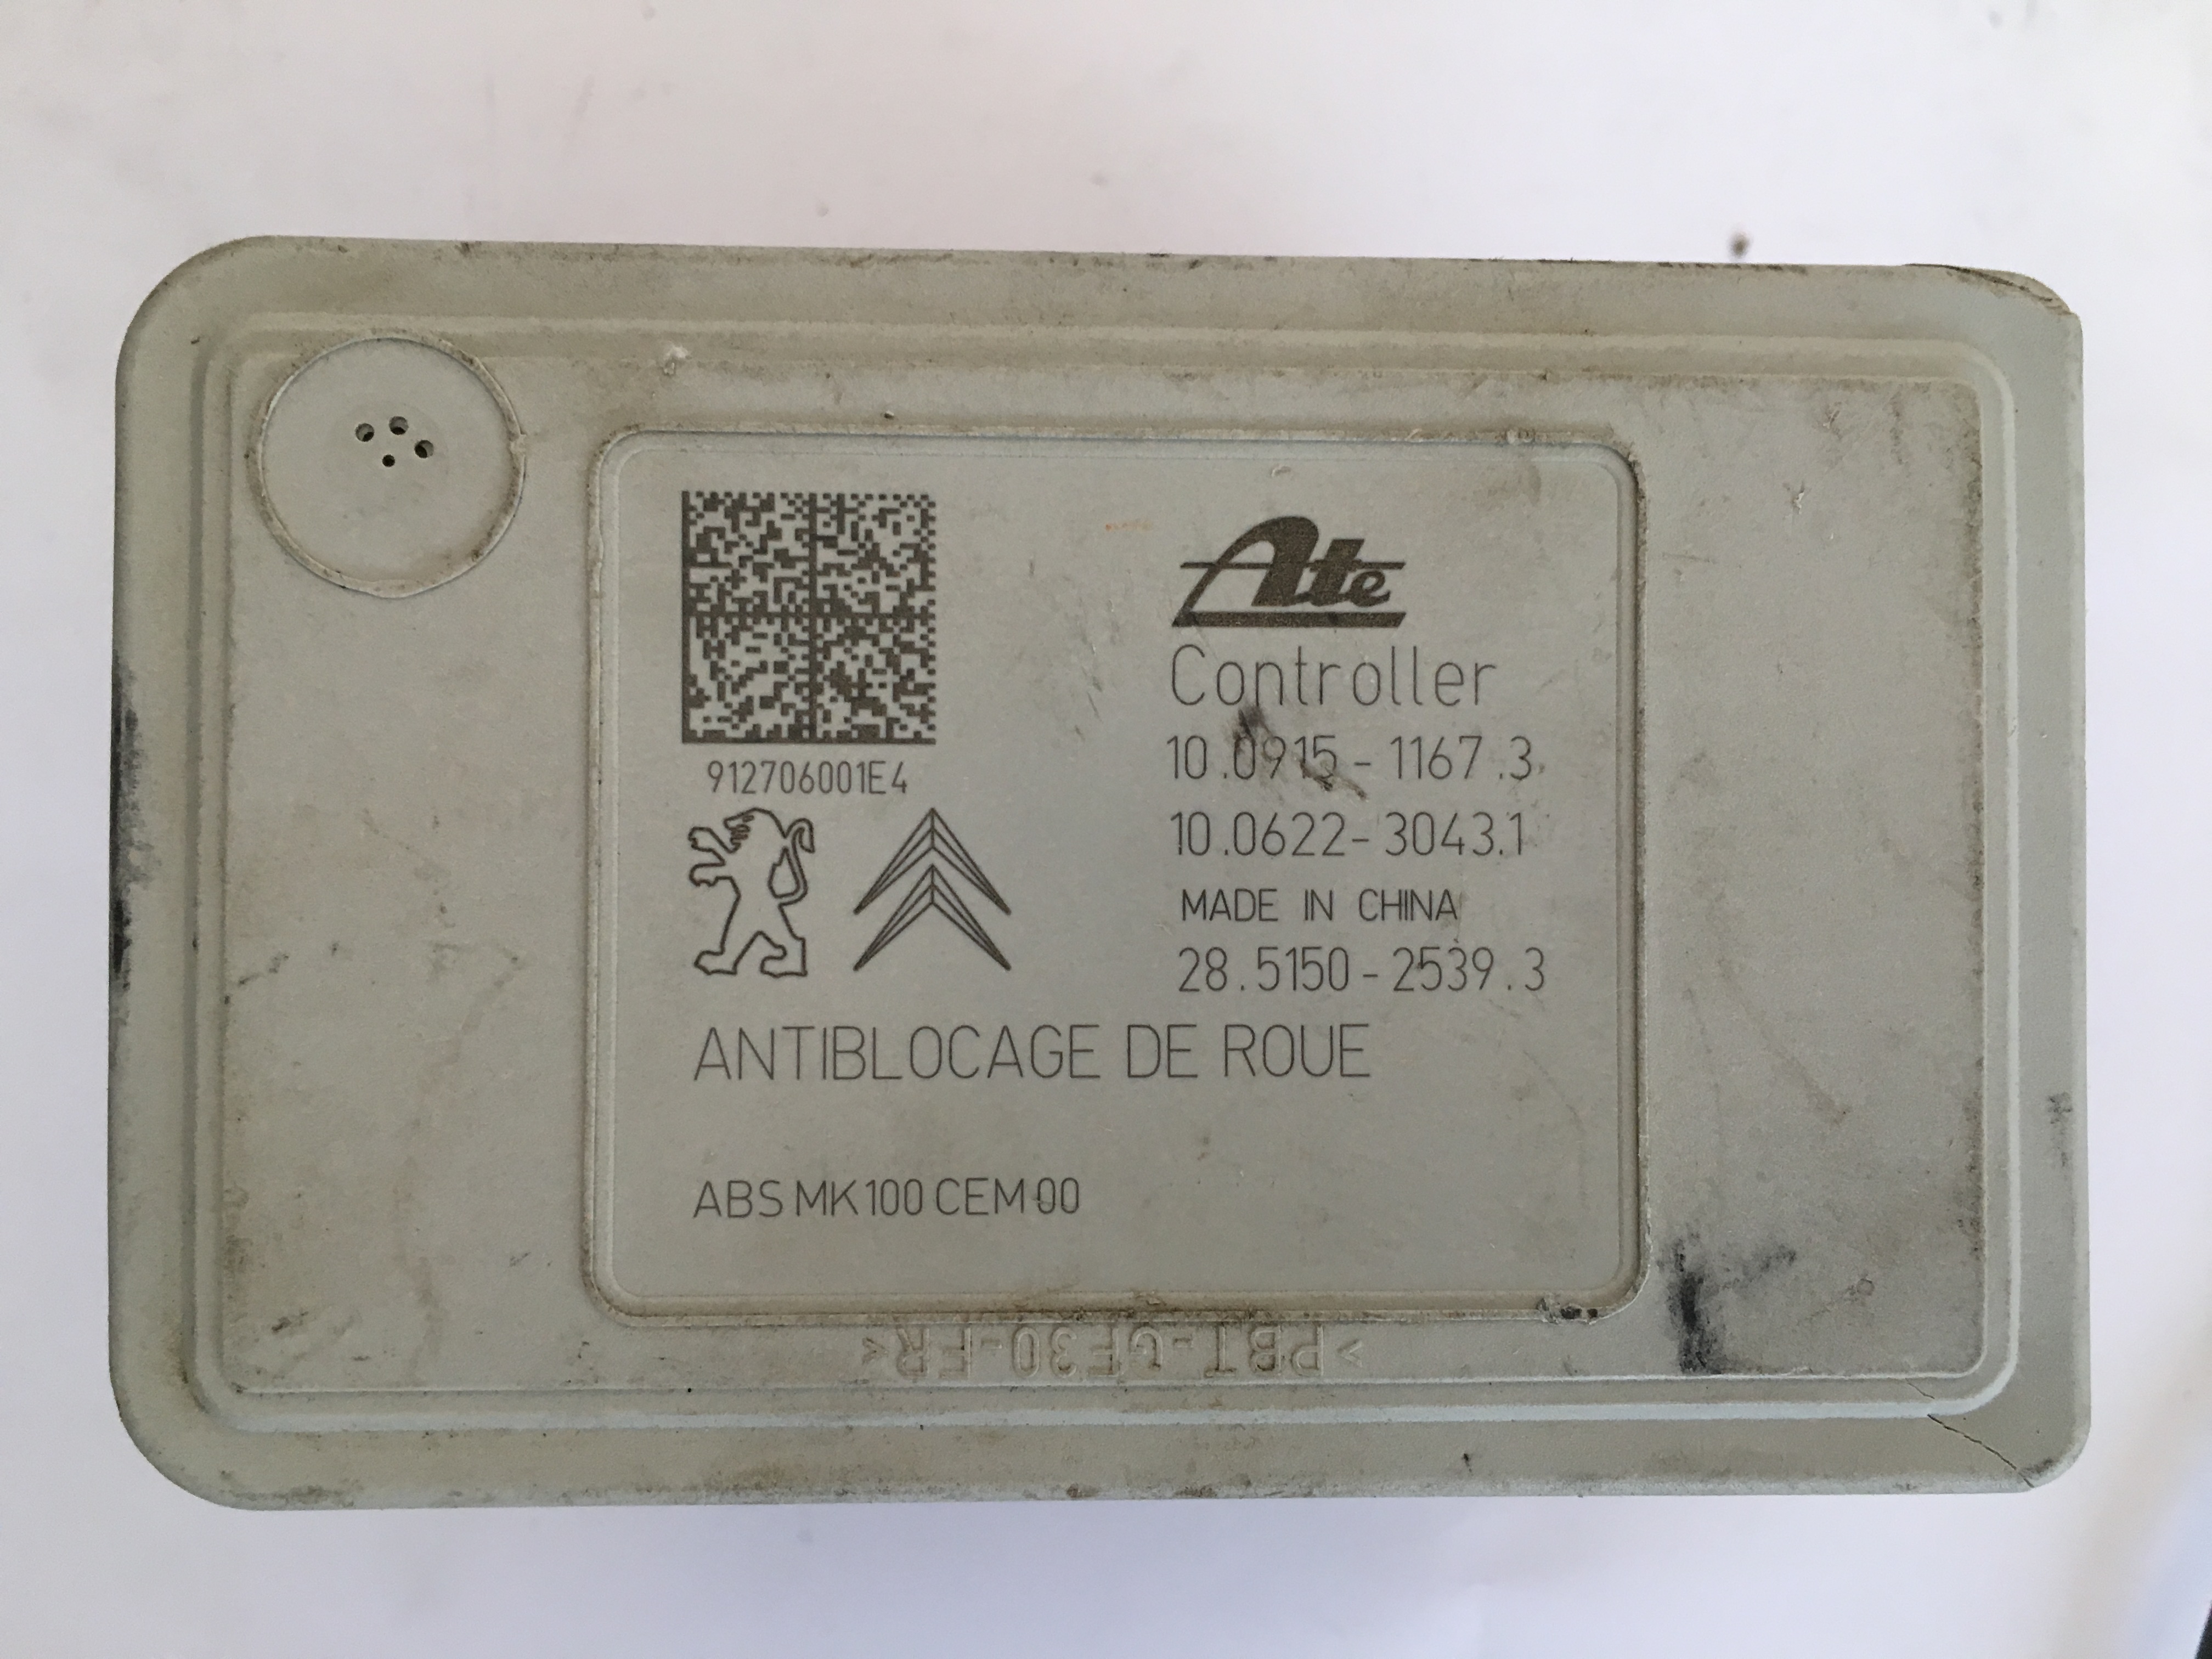 Ate
Controller
912706001E4
10.0915-1167.3
10.0622-3043.1
MADE IN CHINA
28.5150-2539.3
ANTIBLOCAGE DE ROUE
ABS MK100 CEM 00
>PBT-GF30-FR<